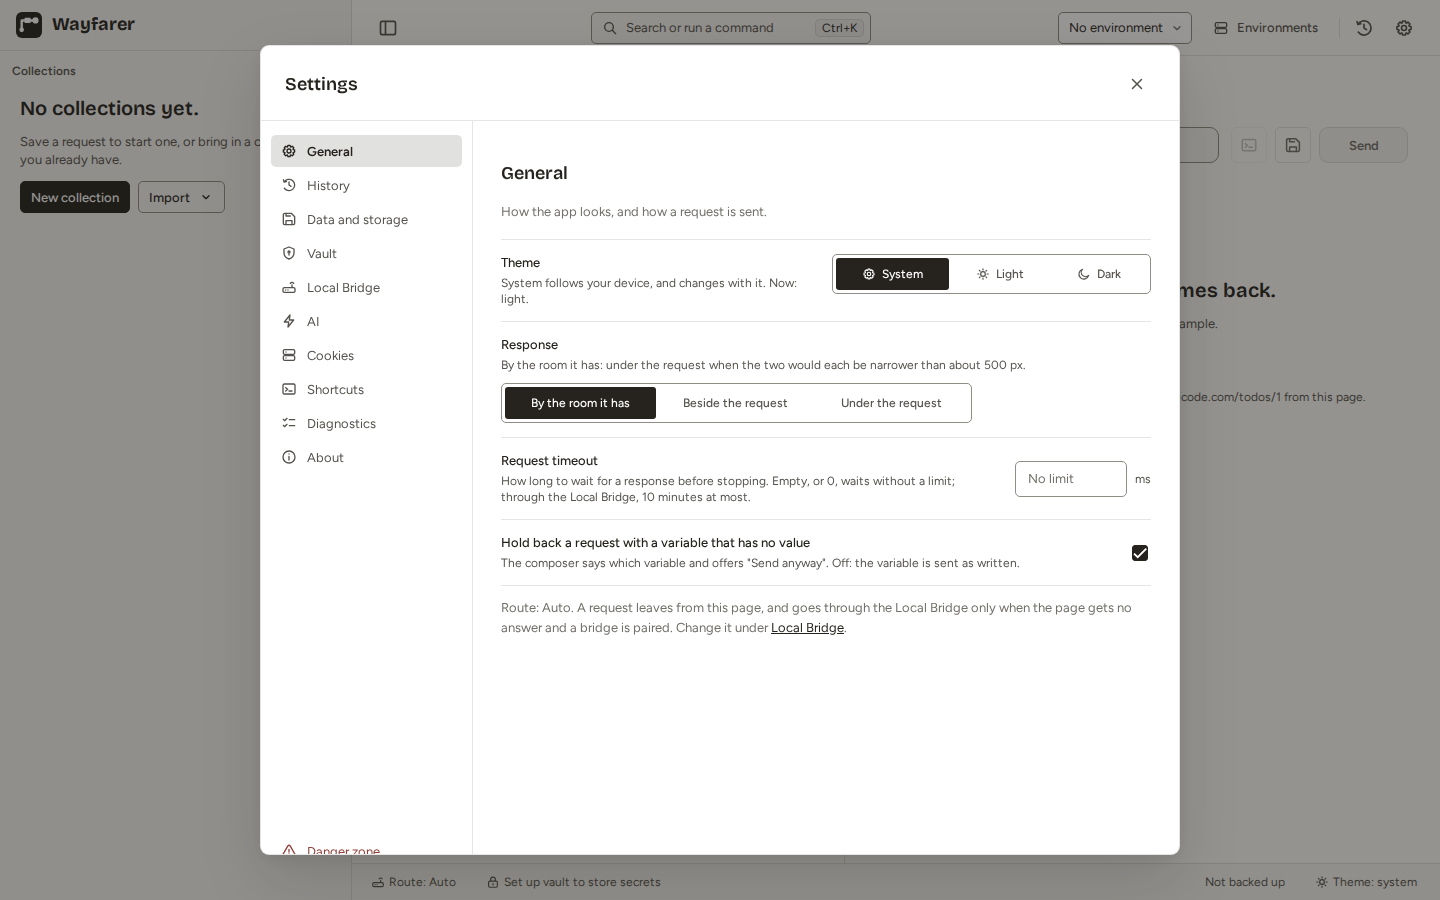 Wayfarer
Search or run a command
Ctrl+K
No environment
Environments
Collections
No collections yet.
Save a request to start one, or bring in a c
you already have.
New collection
Import
Send
mes back.
ample.
code.com/todos/1 from this page.
Settings
General
History
Data and storage
Vault
Local Bridge
AI
Cookies
Shortcuts
Diagnostics
About
Danger zone
General
How the app looks, and how a request is sent.
Theme
System follows your device, and changes with it. Now:
light.
System
Light
Dark
Response
By the room it has: under the request when the two would each be narrower than about 500 px.
By the room it has
Beside the request
Under the request
Request timeout
How long to wait for a response before stopping. Empty, or 0, waits without a limit;
through the Local Bridge, 10 minutes at most.
No limit
ms
Hold back a request with a variable that has no value
The composer says which variable and offers "Send anyway". Off: the variable is sent as written.
Route: Auto. A request leaves from this page, and goes through the Local Bridge only when the page gets no
answer and a bridge is paired. Change it under Local Bridge.
Route: Auto
Set up vault to store secrets
Not backed up
Theme: system